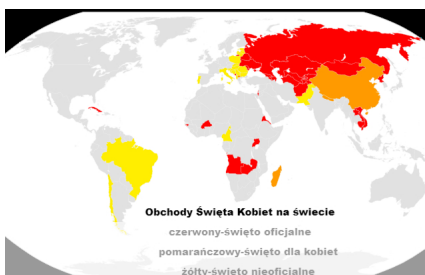 Obchody Święta Kobiet na świecie
czerwony-święto oficjalne
pomarańczowy-święto dla kobiet
żółty-święto nieoficjalne